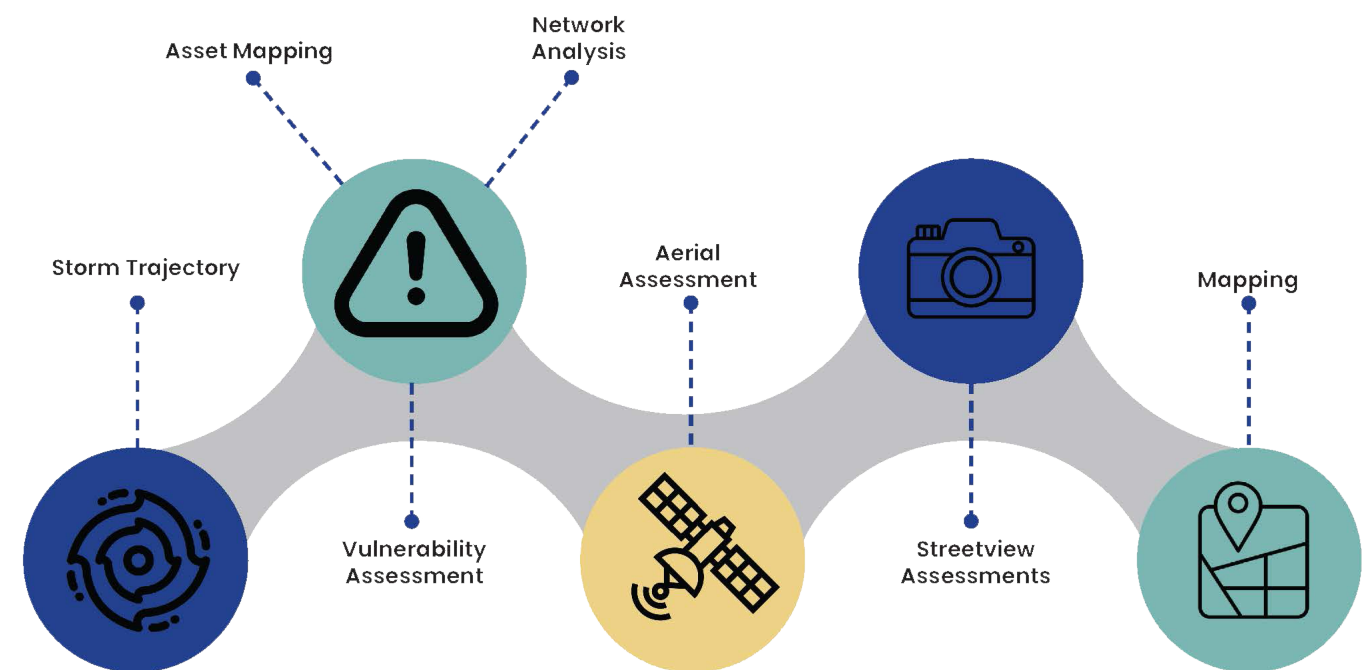 Asset Mapping
Network
Analysis
Storm Trajectory
Aerial
Assessment
Mapping
Vulnerability
Assessment
Streetview
Assessments